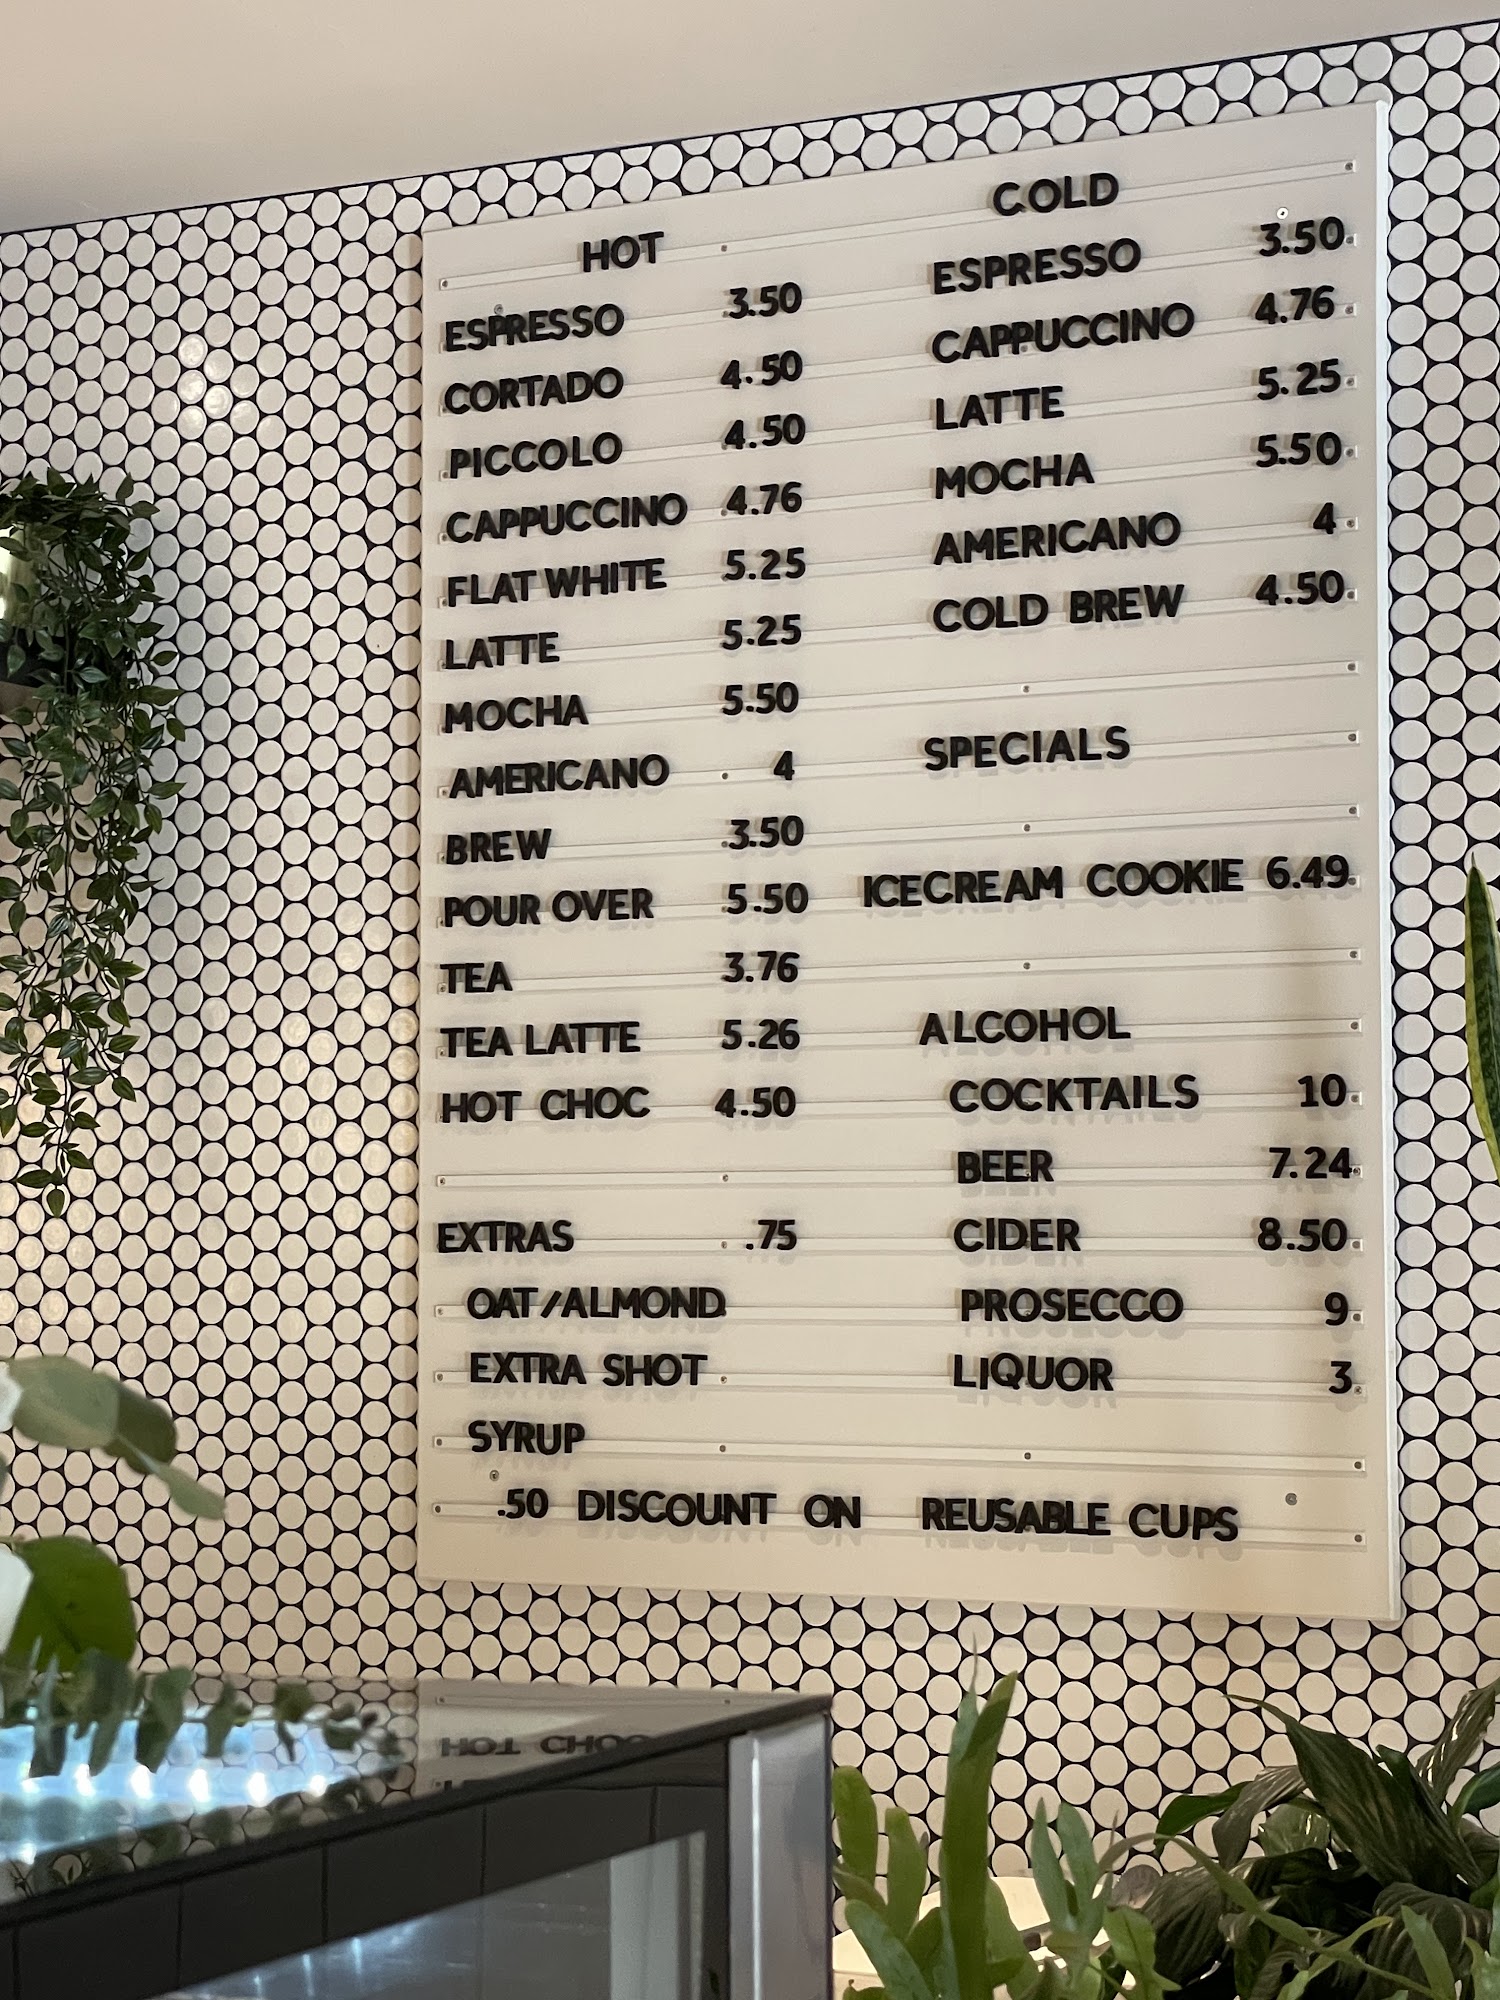 HOT
ESPRESSO 3.50
CORTADO 4.50
PICCOLO 4.50
CAPPUCCINO 4.76
FLAT WHITE 5.25
LATTE 5.25
MOCHA 5.50
AMERICANO 4
BREW 3.50
POUR OVER 5.50
TEA 3.76
TEA LATTE 5.26
HOT CHOC 4.50
EXTRAS .75
OAT/ALMOND
EXTRA SHOT
SYRUP
COLD
ESPRESSO 3.50
CAPPUCCINO 4.76
LATTE 5.25
MOCHA 5.50
AMERICANO 4
COLD BREW 4.50
SPECIALS
ICECREAM COOKIE 6.49
ALCOHOL
COCKTAILS 10
BEER 7.24
CIDER 8.50
PROSECCO 9
LIQUOR 3
.50 DISCOUNT ON REUSABLE CUPS
HOT CHOC